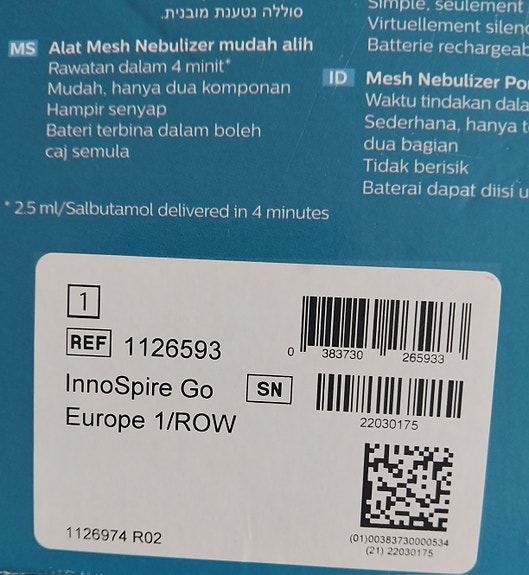 סוללה נטענת מובנית.
MS Alat Mesh Nebulizer mudah alih
Rawatan dalam 4 minit*
Mudah, hanya dua komponan
Hampir senyap
Bateri terbina dalam boleh
caj semula
Simple, seulement
Virtuellement silen
Batterie rechargeab
ID Mesh Nebulizer Po
Waktu tindakan dala
Sederhana, hanya t
dua bagian
Tidak berisik
Baterai dapat diisi u
* 2.5 ml/Salbutamol delivered in 4 minutes
1
REF 1126593
InnoSpire Go
Europe 1/ROW
1126974 R02
0 383730 265933
SN
22030175
(01)00383730000534
(21) 22030175